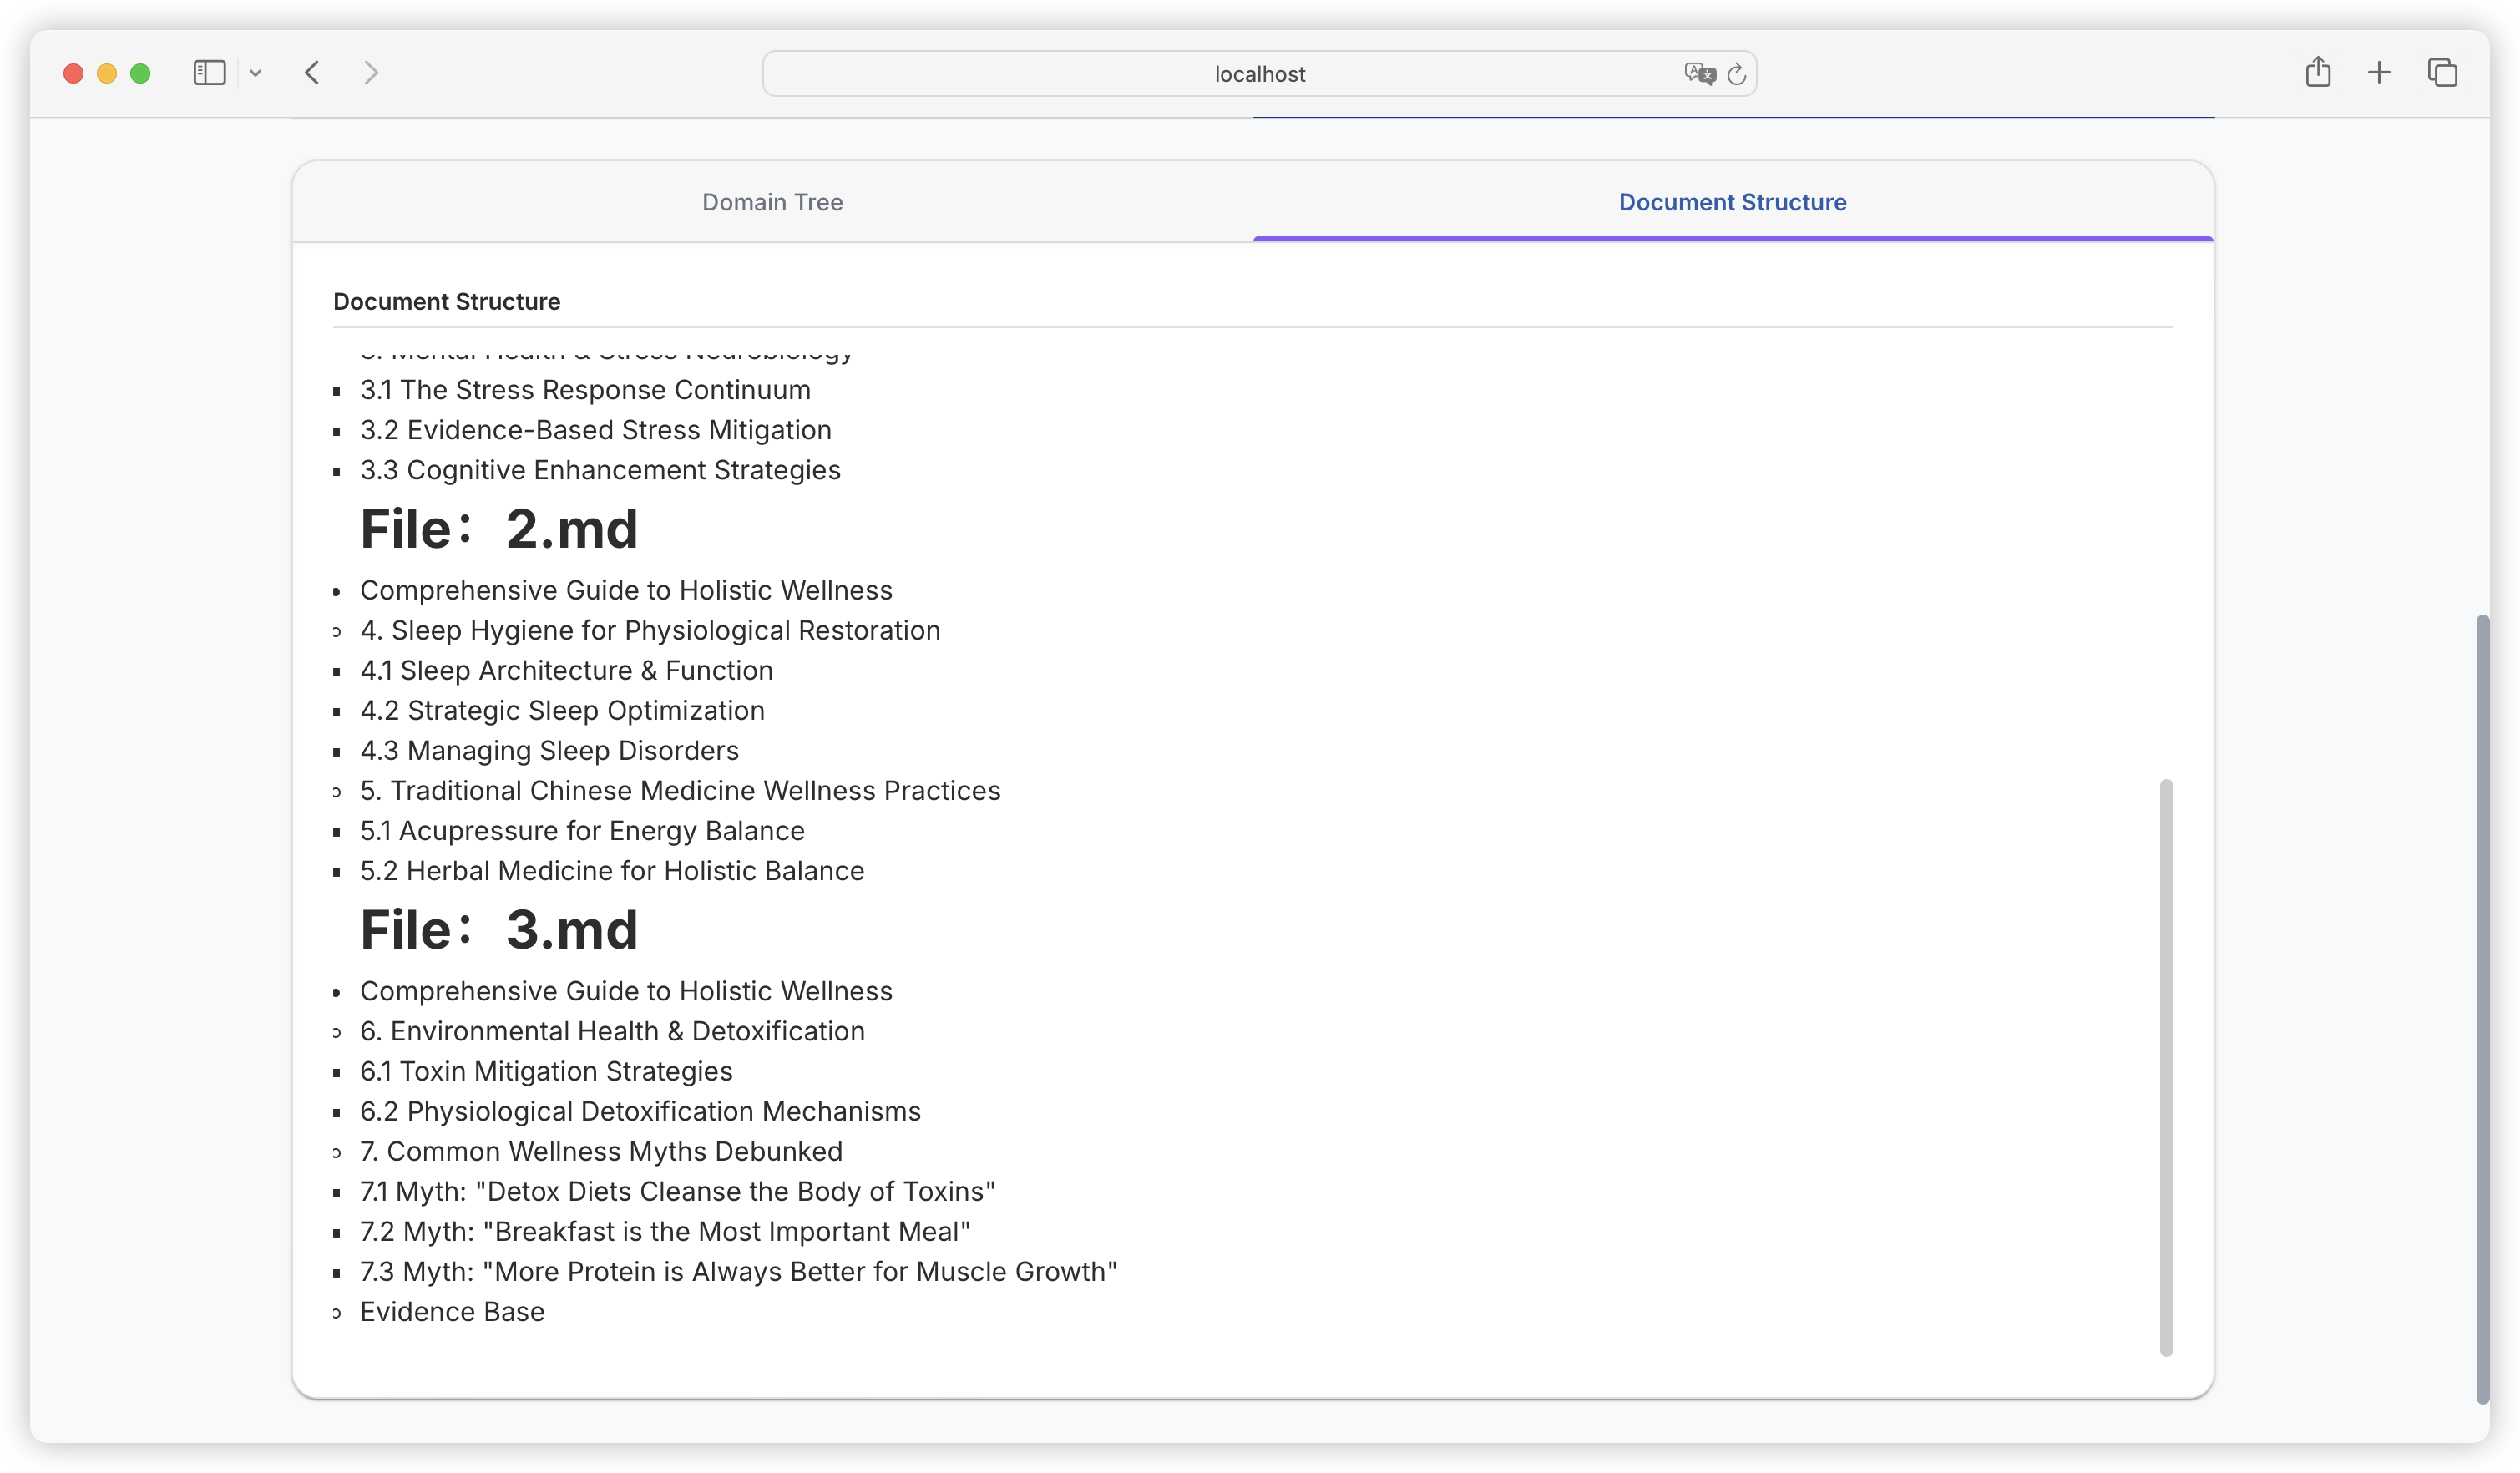 localhost
Domain Tree
Document Structure
Document Structure
3. Mental Health & Stress Neurobiology
3.1 The Stress Response Continuum
3.2 Evidence-Based Stress Mitigation
3.3 Cognitive Enhancement Strategies
File： 2.md
Comprehensive Guide to Holistic Wellness
4. Sleep Hygiene for Physiological Restoration
4.1 Sleep Architecture & Function
4.2 Strategic Sleep Optimization
4.3 Managing Sleep Disorders
5. Traditional Chinese Medicine Wellness Practices
5.1 Acupressure for Energy Balance
5.2 Herbal Medicine for Holistic Balance
File： 3.md
Comprehensive Guide to Holistic Wellness
6. Environmental Health & Detoxification
6.1 Toxin Mitigation Strategies
6.2 Physiological Detoxification Mechanisms
7. Common Wellness Myths Debunked
7.1 Myth: "Detox Diets Cleanse the Body of Toxins"
7.2 Myth: "Breakfast is the Most Important Meal"
7.3 Myth: "More Protein is Always Better for Muscle Growth"
Evidence Base